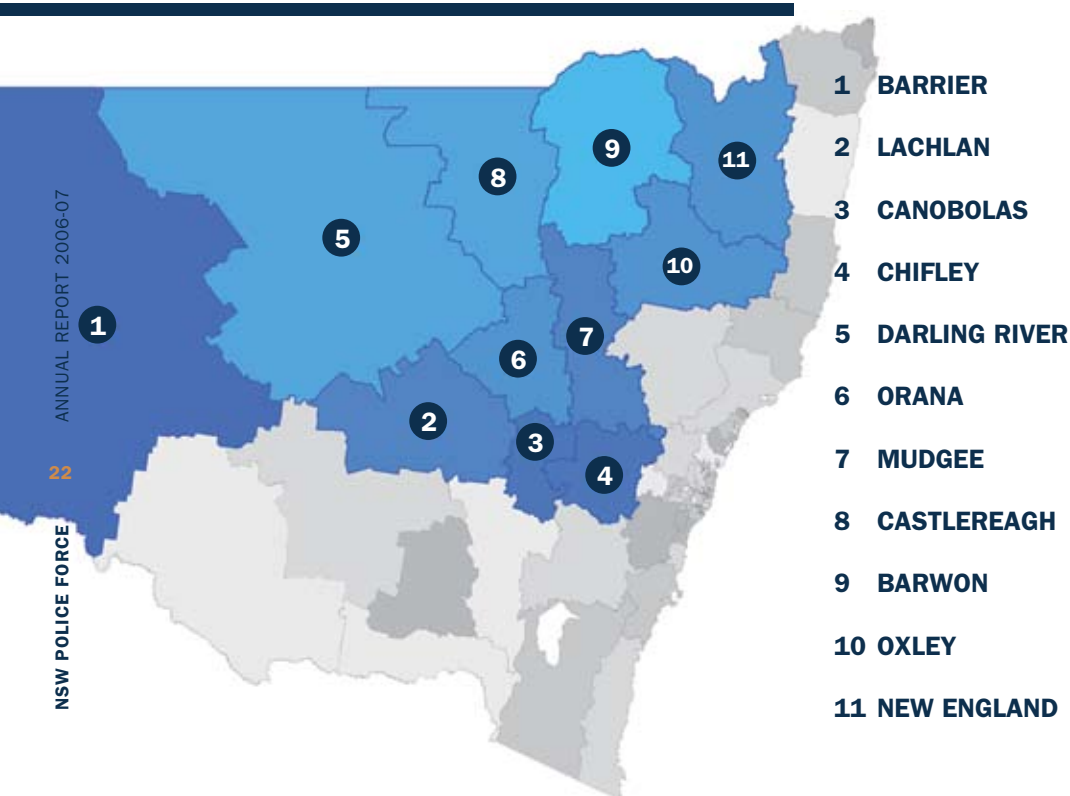 1 BARRIER
2 LACHLAN
3 CANOBOLAS
4 CHIFLEY
5 DARLING RIVER
6 ORANA
7 MUDGEE
8 CASTLEREAGH
9 BARWON
10 OXLEY
11 NEW ENGLAND
1
2
3
4
5
6
7
8
9
10
11
NSW POLICE FORCE
22
ANNUAL REPORT 2006-07